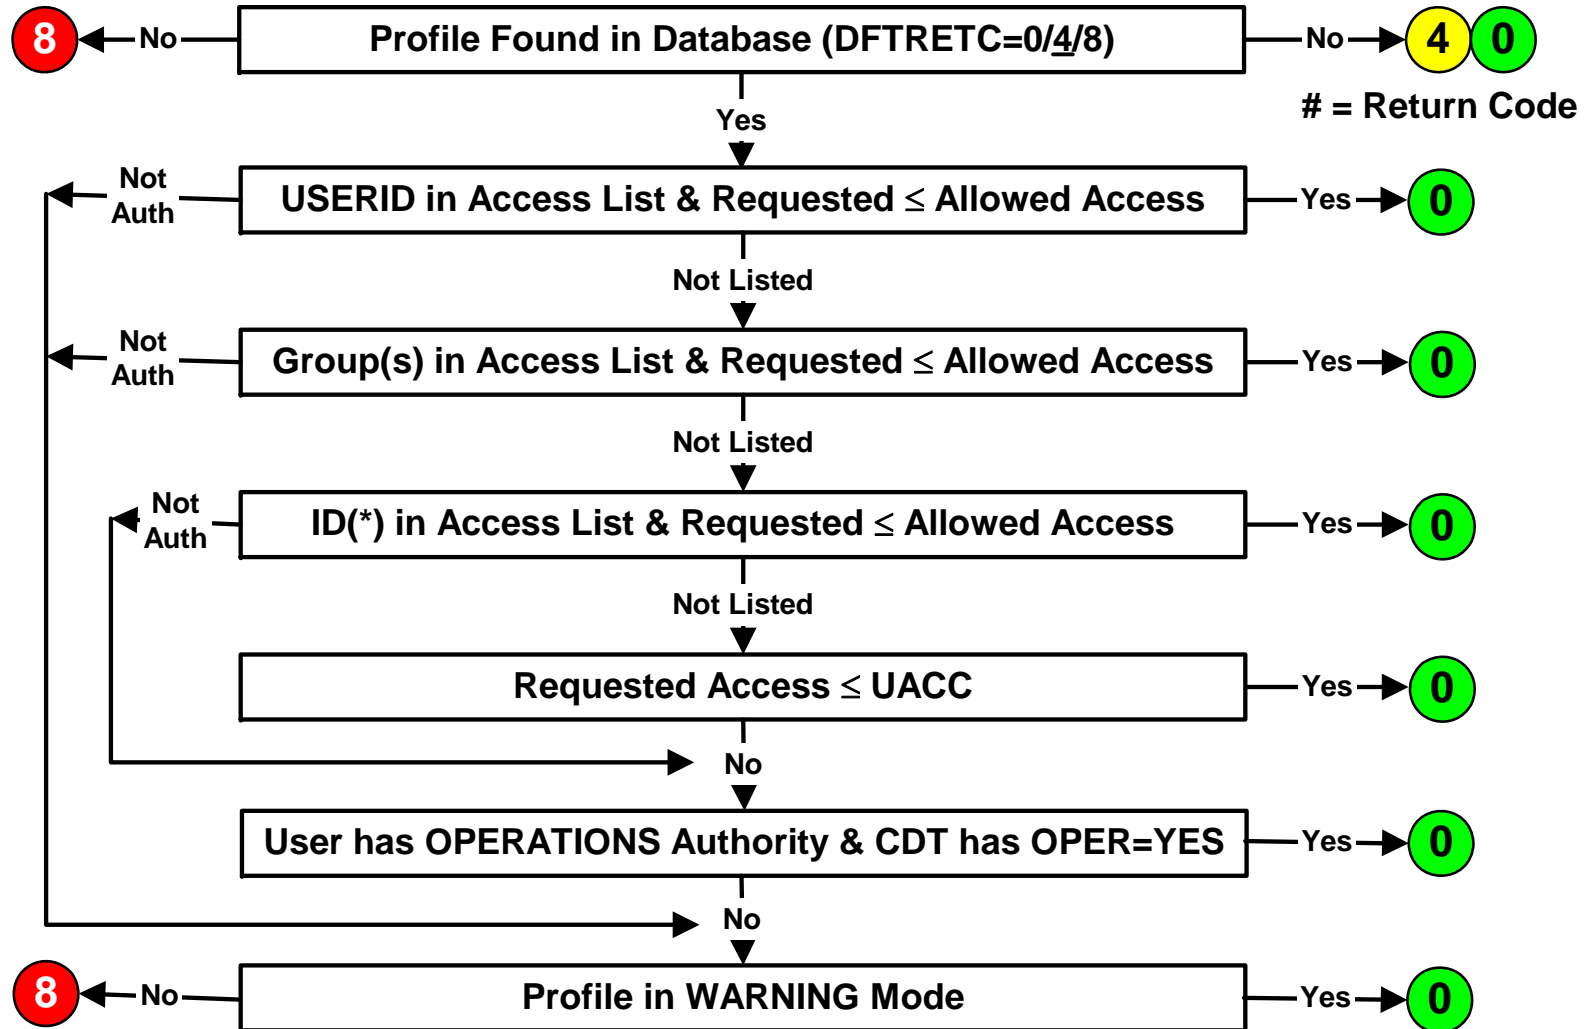 8
No
Profile Found in Database (DFTRETC=0/4/8)
No
4
0
# = Return Code
Yes
Not
Auth
USERID in Access List & Requested ≤ Allowed Access
Yes
0
Not Listed
Not
Auth
Group(s) in Access List & Requested ≤ Allowed Access
Yes
0
Not Listed
Not
Auth
ID(*) in Access List & Requested ≤ Allowed Access
Yes
0
Not Listed
Requested Access ≤ UACC
Yes
0
No
User has OPERATIONS Authority & CDT has OPER=YES
Yes
0
No
8
No
Profile in WARNING Mode
Yes
0